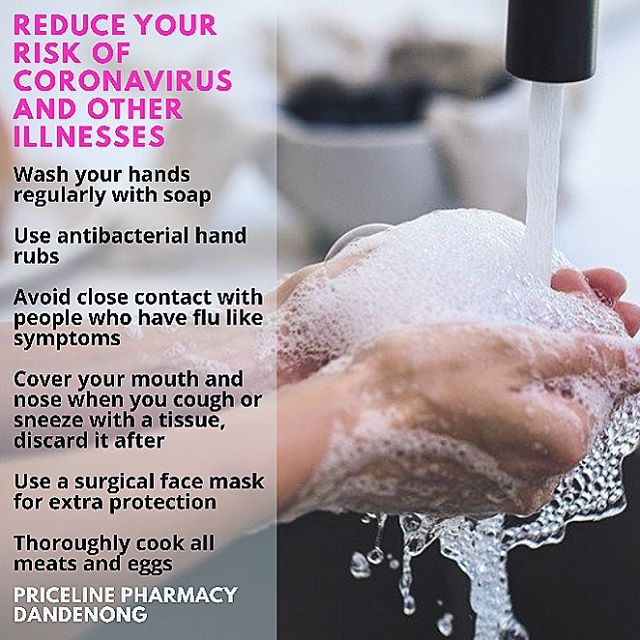 REDUCE YOUR
RISK OF
CORONAVIRUS
AND OTHER
ILLNESSES
Wash your hands
regularly with soap
Use antibacterial hand
rubs
Avoid close contact with
people who have flu like
symptoms
Cover your mouth and
nose when you cough or
sneeze with a tissue,
discard it after
Use a surgical face mask
for extra protection
Thoroughly cook all
meats and eggs
PRICELINE PHARMACY
DANDENONG